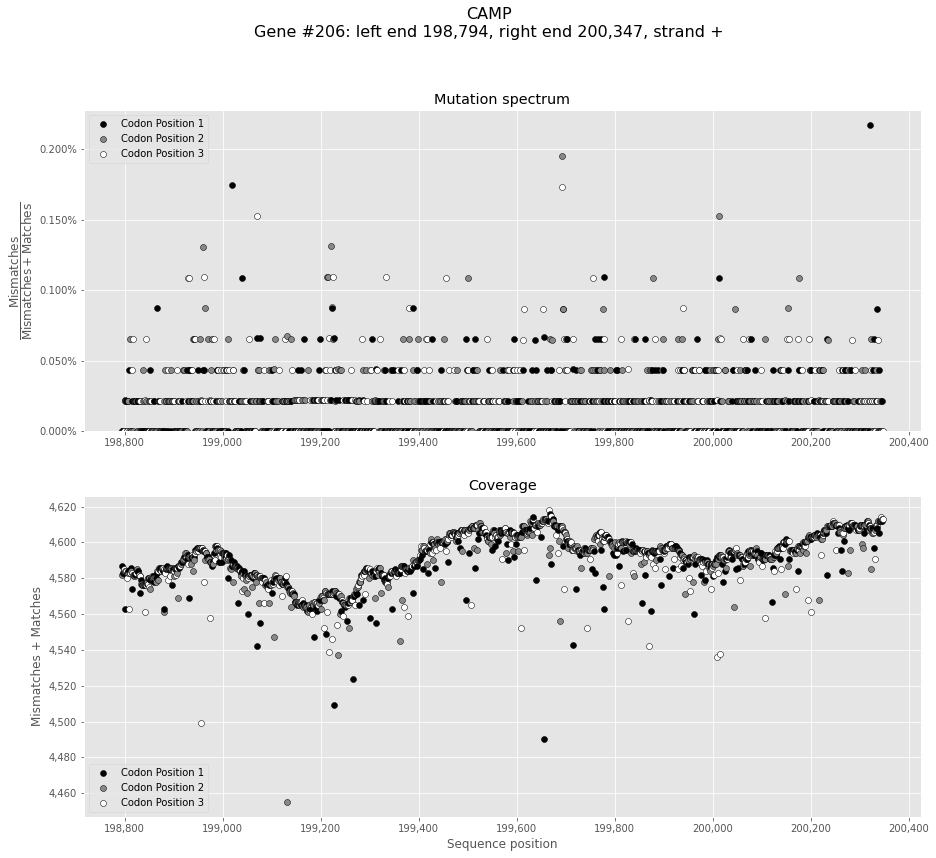 CAMP
Gene #206: left end 198,794, right end 200,347, strand +
Mutation spectrum
Codon Position 1
Codon Position 2
Codon Position 3
0.200%
0.150%
0.100%
0.050%
0.000%
Mismatches
Mismatches + Matches
198,800 199,000 199,200 199,400 199,600 199,800 200,000 200,200 200,400
Coverage
4,620
4,600
4,580
4,560
4,540
4,520
4,500
4,480
4,460
Mismatches + Matches
Codon Position 1
Codon Position 2
Codon Position 3
198,800 199,000 199,200 199,400 199,600 199,800 200,000 200,200 200,400
Sequence position